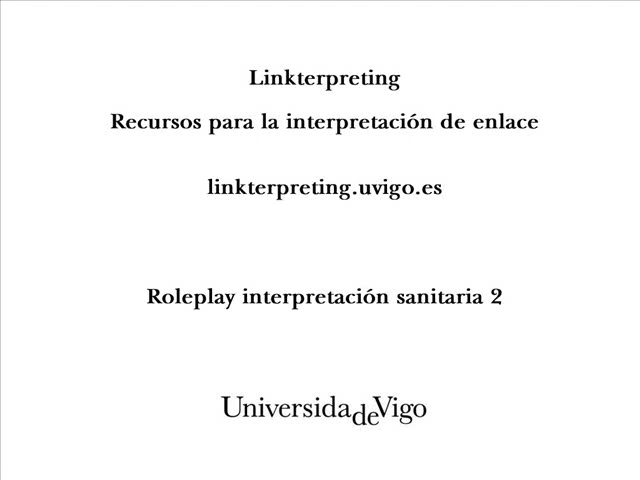 Linkterpreting
Recursos para la interpretación de enlace
linkterpreting.uvigo.es
Roleplay interpretación sanitaria 2
UniversidadeVigo